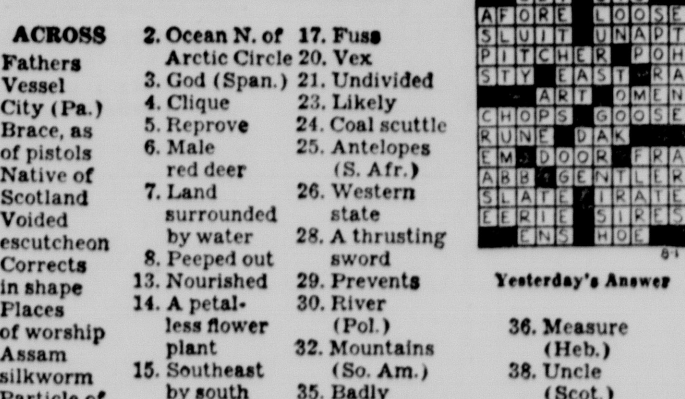 ACROSS
Fathers
Vessel
City (Pa.)
Brace, as
of pistols
Native of
Scotland
Voided
escutcheon
Corrects
in shape
Places
of worship
Assam
silkworm
Particle of
2. Ocean N. of
Arctic Circle
3. God (Span.)
4. Clique
5. Reprove
6. Male
red deer
7. Land
surrounded
by water
8. Peeped out
13. Nourished
14. A petal-
less flower
plant
15. Southeast
by south
17. Fuss
20. Vex
21. Undivided
23. Likely
24. Coal scuttle
25. Antelopes
(S. Afr.)
26. Western
state
28. A thrusting
sword
29. Prevents
30. River
(Pol.)
32. Mountains
(So. Am.)
35. Badly
AFORE LOOSE
SLUIT UNAPT
PITCHER POH
STY EAST RA
ART OMEN
CHOPS GOOSE
RUNE DAK
EM DOOR FRA
ABB GENTLER
SLATE IRATE
EERIE SIRES
ENS HOE
8-1
Yesterday's Answer
36. Measure
(Heb.)
38. Uncle
(Scot.)